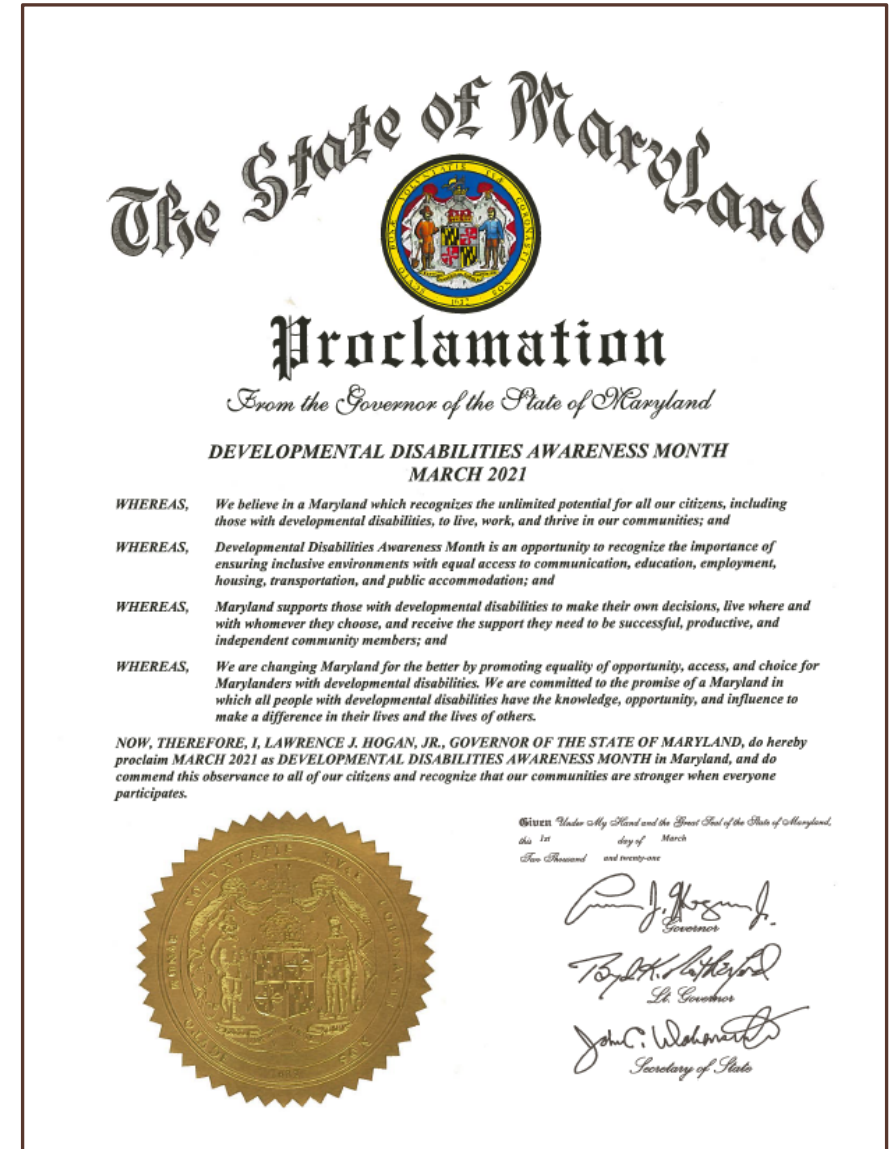 The State of Maryland
SCVTO BONÆ VOLVNTATIS TVÆ CORONASTI NOS
1632
Proclamation
From the Governor of the State of Maryland
DEVELOPMENTAL DISABILITIES AWARENESS MONTH
MARCH 2021
WHEREAS, We believe in a Maryland which recognizes the unlimited potential for all our citizens, including
those with developmental disabilities, to live, work, and thrive in our communities; and
WHEREAS, Developmental Disabilities Awareness Month is an opportunity to recognize the importance of
ensuring inclusive environments with equal access to communication, education, employment,
housing, transportation, and public accommodation; and
WHEREAS, Maryland supports those with developmental disabilities to make their own decisions, live where and
with whomever they choose, and receive the support they need to be successful, productive, and
independent community members; and
WHEREAS, We are changing Maryland for the better by promoting equality of opportunity, access, and choice for
Marylanders with developmental disabilities. We are committed to the promise of a Maryland in
which all people with developmental disabilities have the knowledge, opportunity, and influence to
make a difference in their lives and the lives of others.
NOW, THEREFORE, I, LAWRENCE J. HOGAN, JR., GOVERNOR OF THE STATE OF MARYLAND, do hereby
proclaim MARCH 2021 as DEVELOPMENTAL DISABILITIES AWARENESS MONTH in Maryland, and do
commend this observance to all of our citizens and recognize that our communities are stronger when everyone
participates.
Given Under My Hand and the Great Seal of the State of Maryland,
this 1st day of March
Two Thousand and twenty-one
Governor
Lt. Governor
Secretary of State